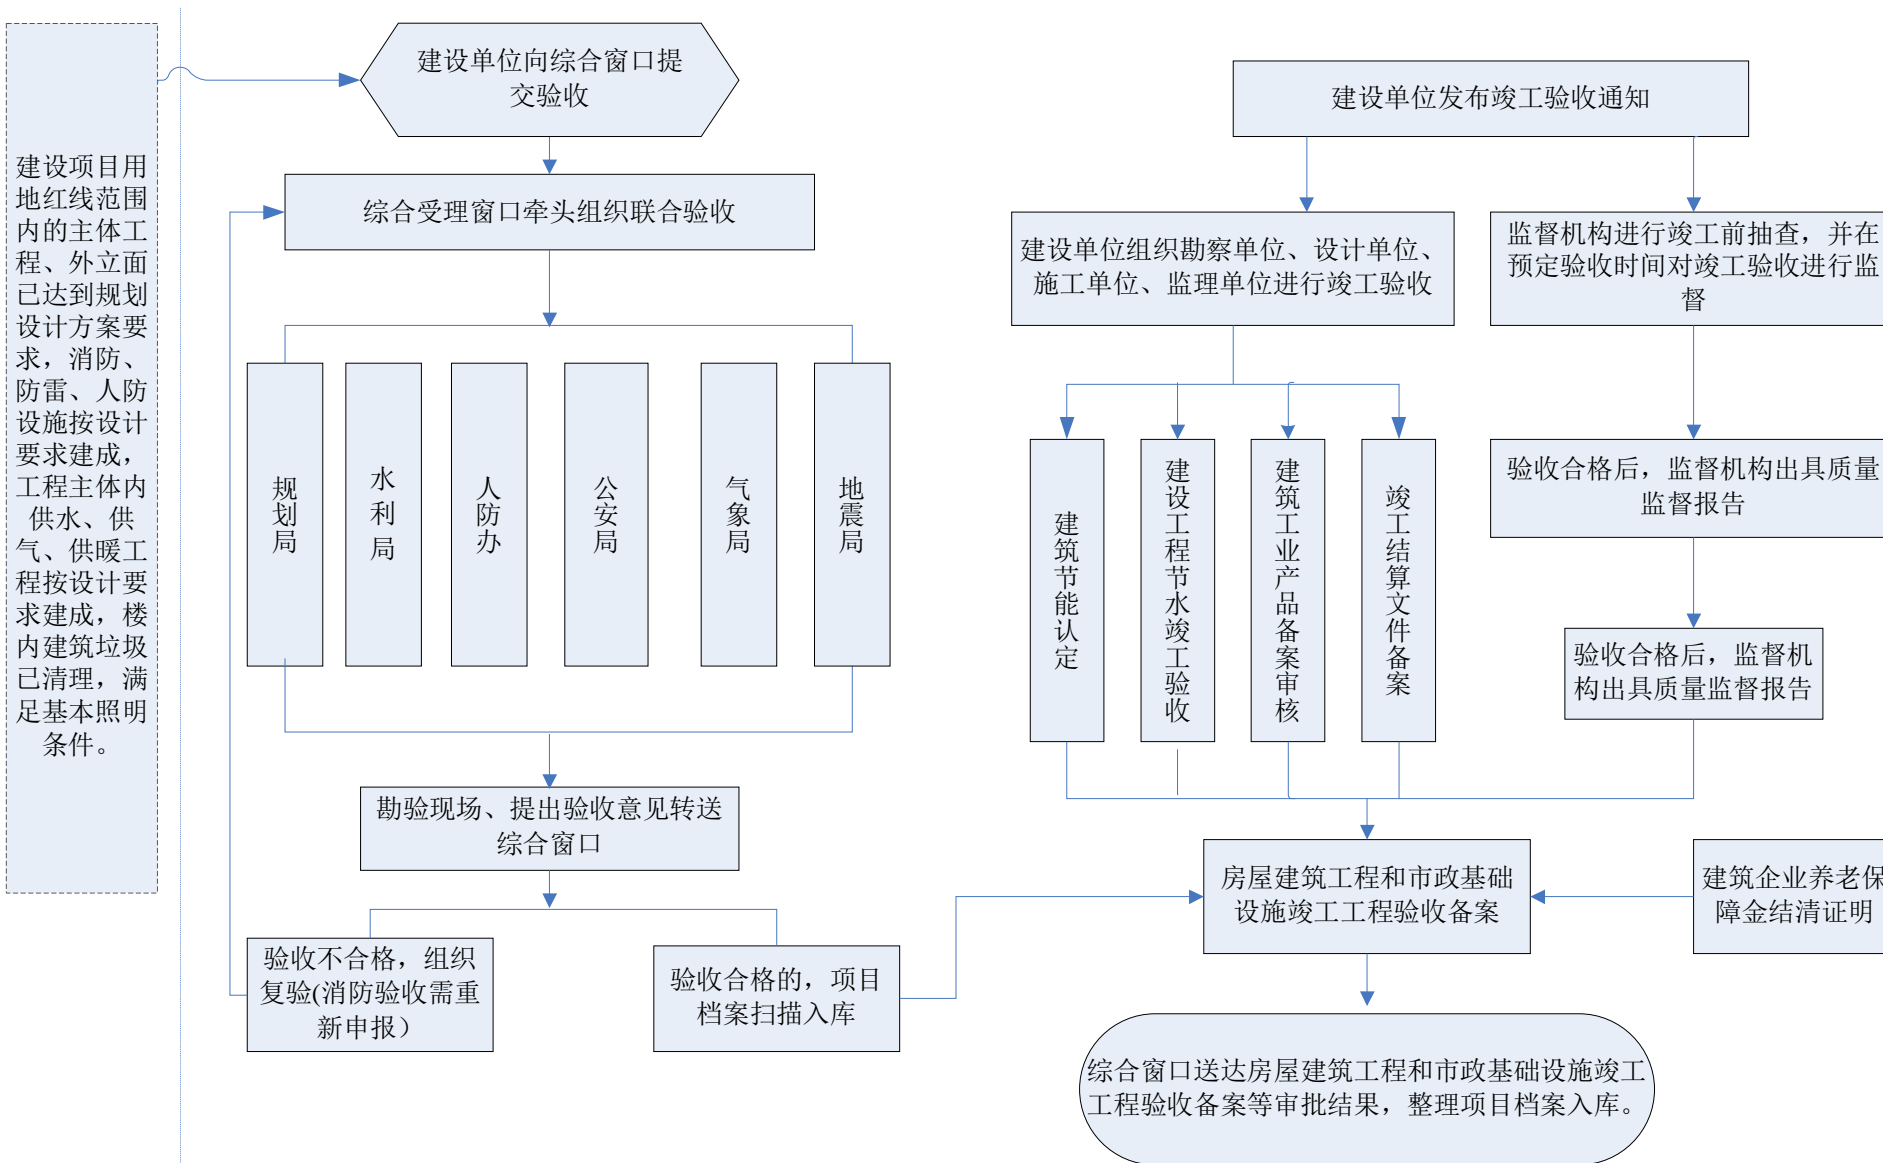 建设项目用
地红线范围
内的主体工
程、外立面
已达到规划
设计方案要
求，消防、
防雷、人防
设施按设计
要求建成，
工程主体内
供水、供
气、供暖工
程按设计要
求建成，楼
内建筑垃圾
已清理，满
足基本照明
条件。
建设单位向综合窗口提
交验收
综合受理窗口牵头组织联合验收
规划局
水利局
人防办
公安局
气象局
地震局
勘验现场、提出验收意见转送
综合窗口
验收不合格，组织
复验(消防验收需重
新申报）
验收合格的，项目
档案扫描入库
建设单位发布竣工验收通知
建设单位组织勘察单位、设计单位、
施工单位、监理单位进行竣工验收
监督机构进行竣工前抽查，并在
预定验收时间对竣工验收进行监
督
建筑节能认定
建设工程节水竣工验收
建筑工业产品备案审核
竣工结算文件备案
验收合格后，监督机构出具质量
监督报告
验收合格后，监督机
构出具质量监督报告
房屋建筑工程和市政基础
设施竣工工程验收备案
建筑企业养老保
障金结清证明
综合窗口送达房屋建筑工程和市政基础设施竣工
工程验收备案等审批结果，整理项目档案入库。